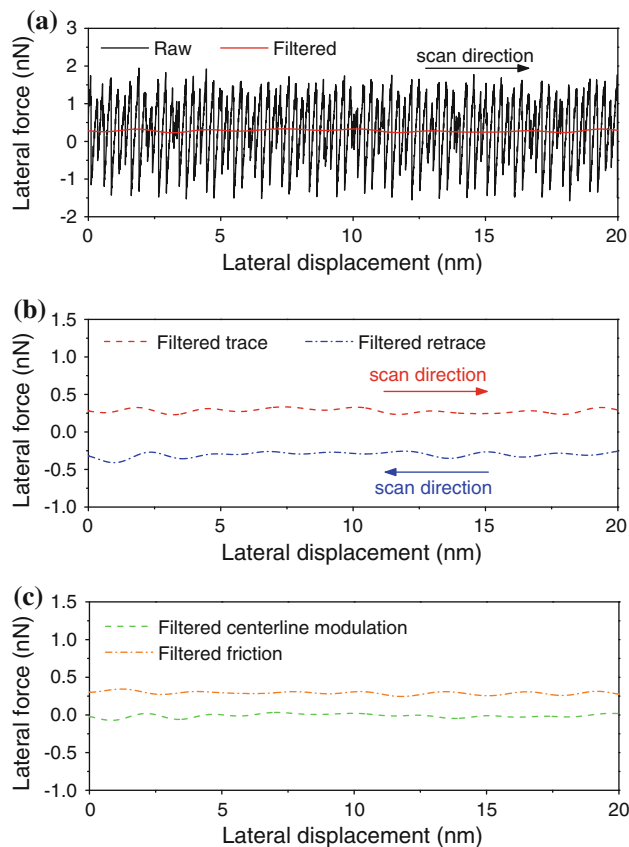 (a)
3
2
1
0
-1
-2
Lateral force (nN)
Raw
Filtered
scan direction
0 5 10 15 20
Lateral displacement (nm)
(b)
1.5
1.0
0.5
0.0
-0.5
-1.0
Lateral force (nN)
Filtered trace
Filtered retrace
scan direction
scan direction
0 5 10 15 20
Lateral displacement (nm)
(c)
1.5
1.0
0.5
0.0
-0.5
-1.0
Lateral force (nN)
Filtered centerline modulation
Filtered friction
0 5 10 15 20
Lateral displacement (nm)